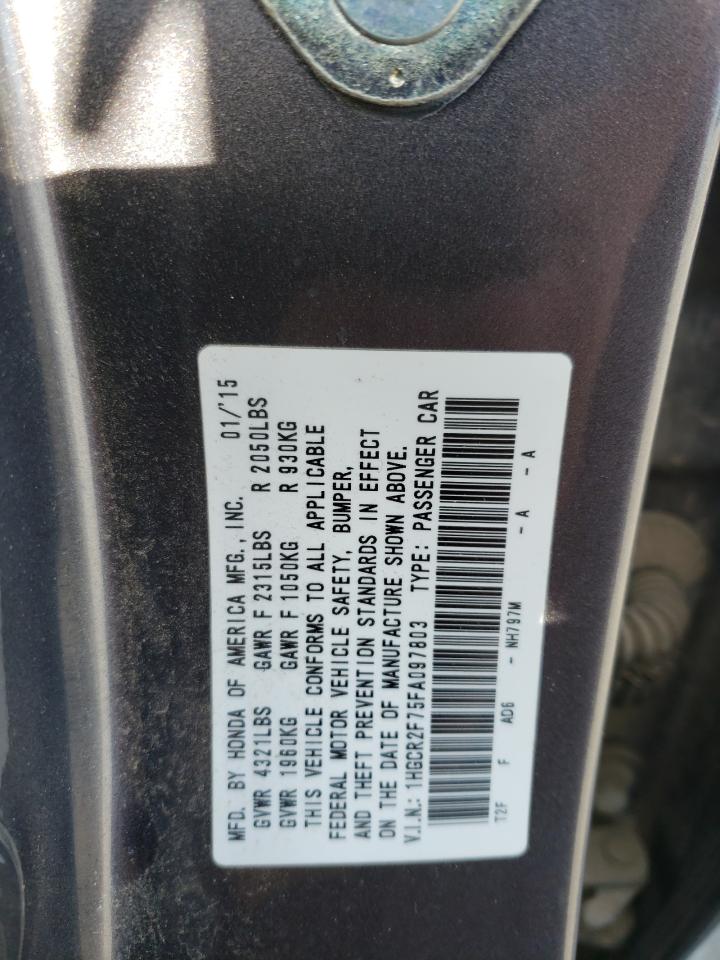 MFD. BY HONDA OF AMERICA MFG., INC. 01/'15
GVWR 4321LBS GAWR F 2315LBS R 2050LBS
GVWR 1960KG GAWR F 1050KG R 930KG
THIS VEHICLE CONFORMS TO ALL APPLICABLE
FEDERAL MOTOR VEHICLE SAFETY, BUMPER,
AND THEFT PREVENTION STANDARDS IN EFFECT
ON THE DATE OF MANUFACTURE SHOWN ABOVE.
V.I.N.: 1HGCR2F75FA097803 TYPE: PASSENGER CAR
T2F F AD6 - NH797M - A - A